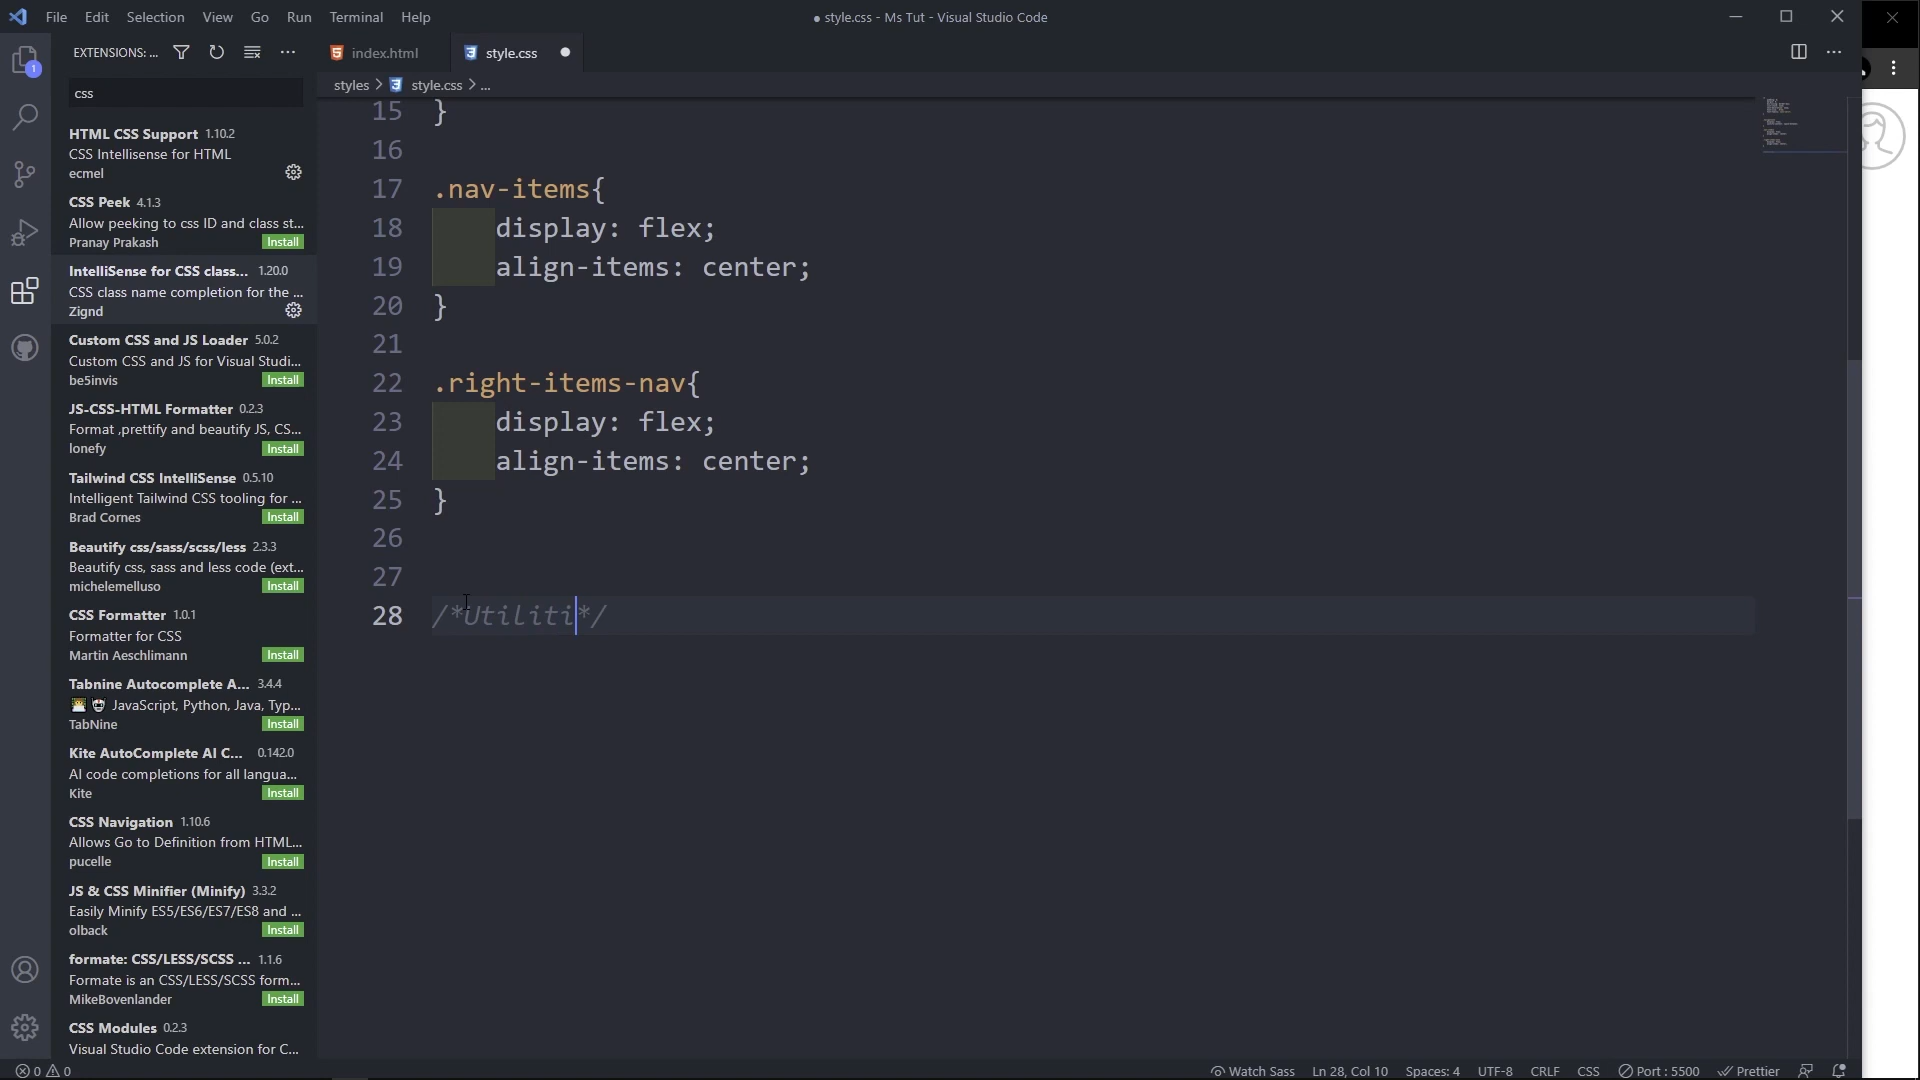 File Edit Selection View Go Run Terminal Help
● style.css - Ms Tut - Visual Studio Code
EXTENSIONS: ...
index.html
style.css
styles > style.css > ...
css
HTML CSS Support 1.10.2
CSS Intellisense for HTML
ecmel
CSS Peek 4.1.3
Allow peeking to css ID and class st...
Pranay Prakash Install
IntelliSense for CSS class... 1.20.0
CSS class name completion for the ...
Zignd
Custom CSS and JS Loader 5.0.2
Custom CSS and JS for Visual Studi...
be5invis Install
JS-CSS-HTML Formatter 0.2.3
Format ,prettify and beautify JS, CS...
lonefy Install
Tailwind CSS IntelliSense 0.5.10
Intelligent Tailwind CSS tooling for ...
Brad Cornes Install
Beautify css/sass/scss/less 2.3.3
Beautify css, sass and less code (ext...
michelemelluso Install
CSS Formatter 1.0.1
Formatter for CSS
Martin Aeschlimann Install
Tabnine Autocomplete A... 3.4.4
JavaScript, Python, Java, Typ...
TabNine Install
Kite AutoComplete AI C... 0.142.0
AI code completions for all langua...
Kite Install
CSS Navigation 1.10.6
Allows Go to Definition from HTML...
pucelle Install
JS & CSS Minifier (Minify) 3.3.2
Easily Minify ES5/ES6/ES7/ES8 and ...
olback Install
formate: CSS/LESS/SCSS ... 1.1.6
Formate is an CSS/LESS/SCSS form...
MikeBovenlander Install
CSS Modules 0.2.3
Visual Studio Code extension for C...
1
15 }
16
17 .nav-items{
18 display: flex;
19 align-items: center;
20 }
21
22 .right-items-nav{
23 display: flex;
24 align-items: center;
25 }
26
27
28 /*Utiliti*/
0 0
Watch Sass Ln 28, Col 10 Spaces: 4 UTF-8 CRLF CSS Port : 5500 Prettier